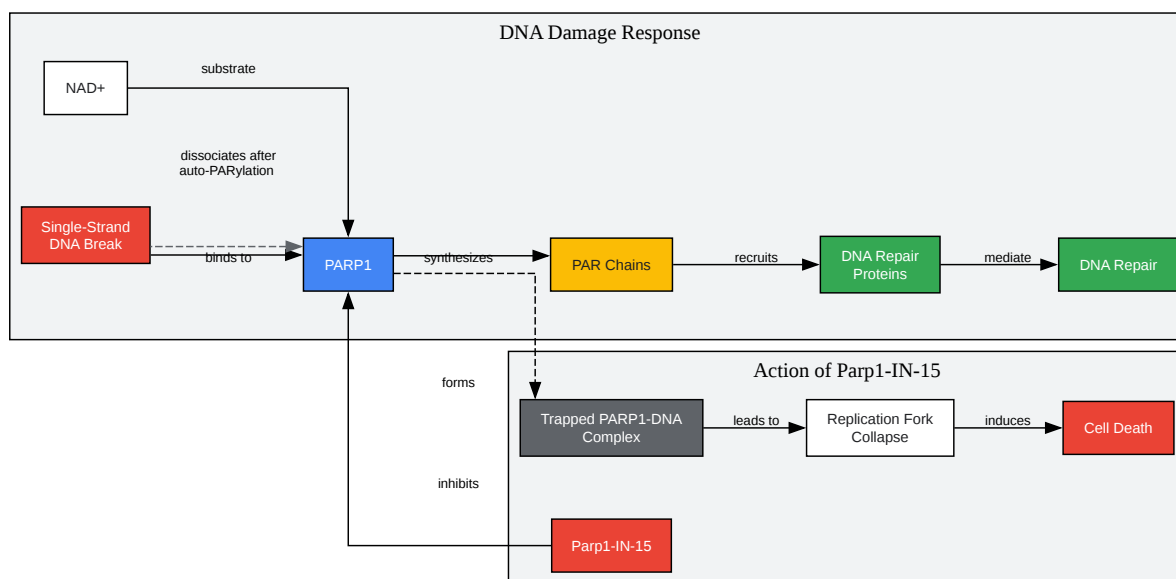 DNA Damage Response
NAD+
substrate
dissociates after
auto-PARylation
Single-Strand
DNA Break
binds to
PARP1
synthesizes
PAR Chains
recruits
DNA Repair
Proteins
mediate
DNA Repair
Action of Parp1-IN-15
forms
Trapped PARP1-DNA
Complex
leads to
Replication Fork
Collapse
induces
Cell Death
inhibits
Parp1-IN-15